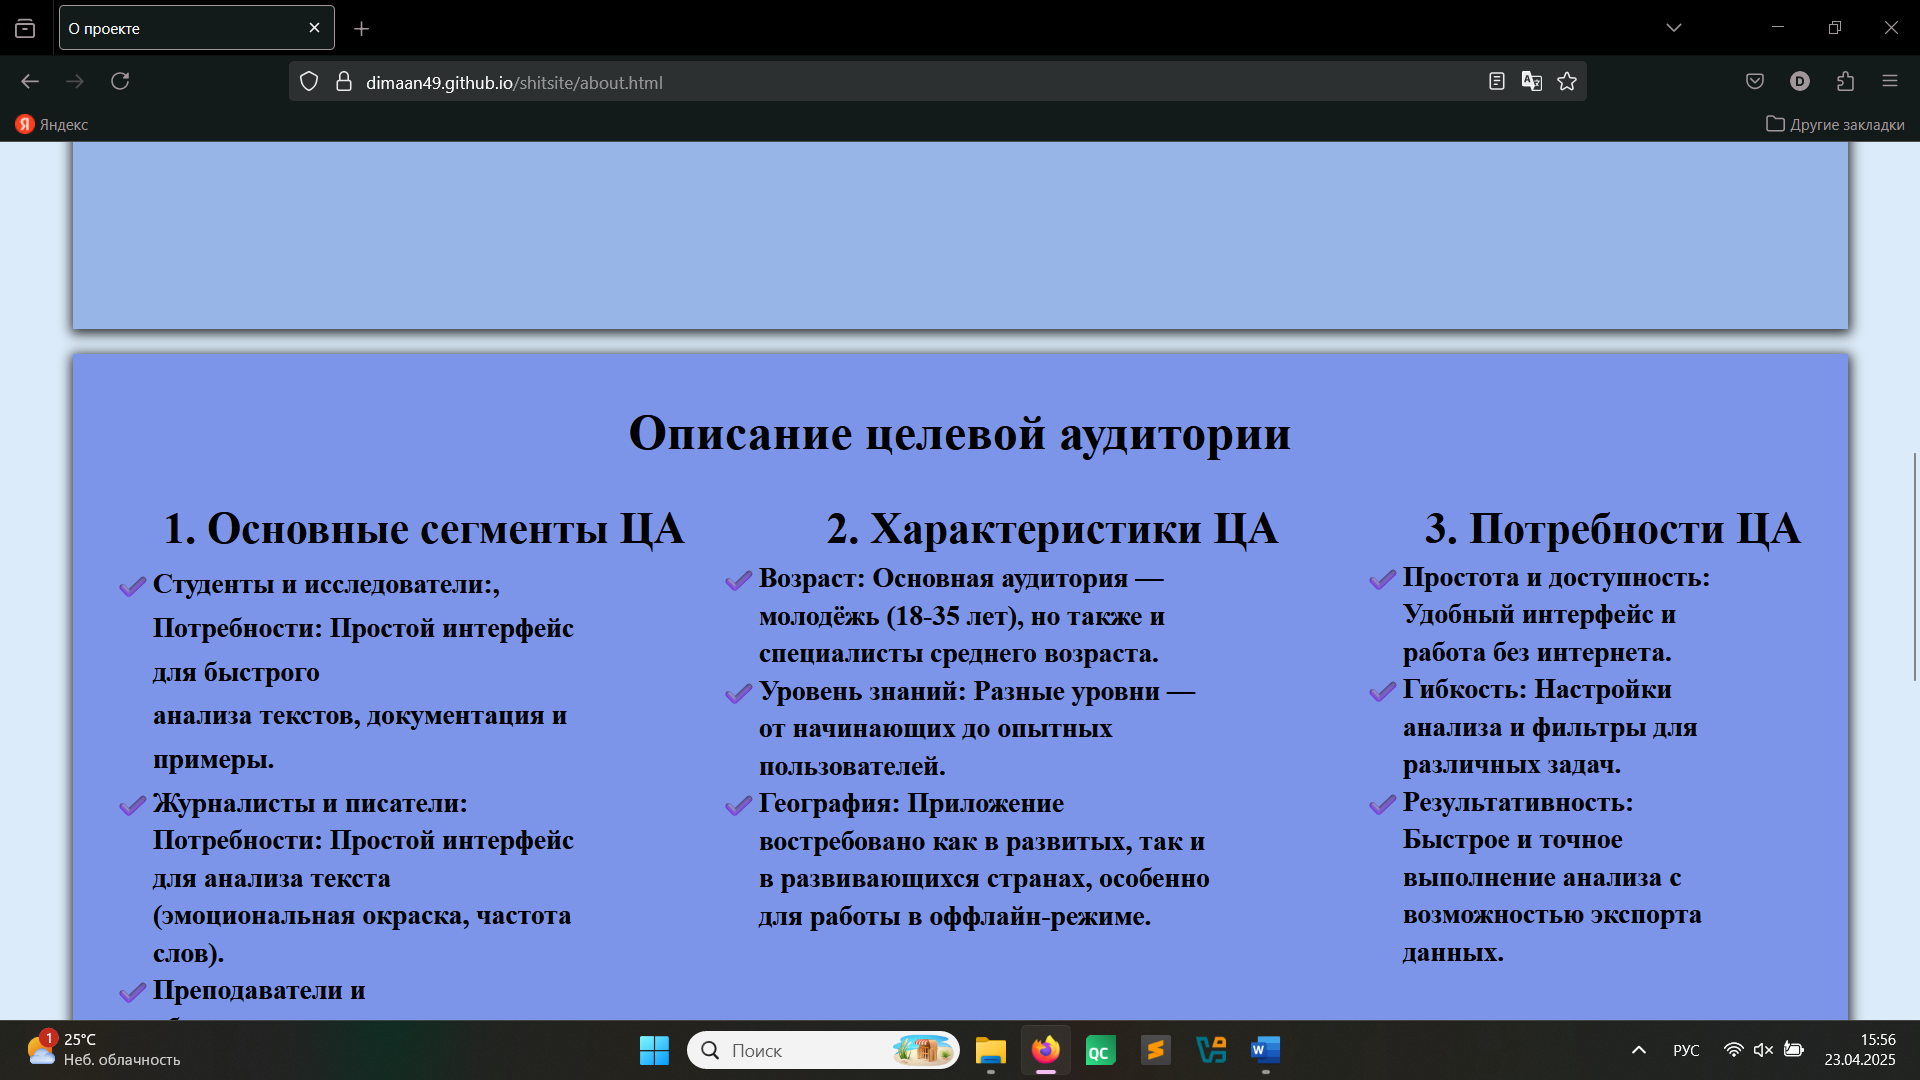 О проекте
dimaan49.github.io/shitsite/about.html
D
Я Яндекс
Другие закладки
Описание целевой аудитории
1. Основные сегменты ЦА
Студенты и исследователи:,
Потребности: Простой интерфейс
для быстрого
анализа текстов, документация и
примеры.
Журналисты и писатели:
Потребности: Простой интерфейс
для анализа текста
(эмоциональная окраска, частота
слов).
Преподаватели и
2. Характеристики ЦА
Возраст: Основная аудитория —
молодёжь (18-35 лет), но также и
специалисты среднего возраста.
Уровень знаний: Разные уровни —
от начинающих до опытных
пользователей.
География: Приложение
востребовано как в развитых, так и
в развивающихся странах, особенно
для работы в оффлайн-режиме.
3. Потребности ЦА
Простота и доступность:
Удобный интерфейс и
работа без интернета.
Гибкость: Настройки
анализа и фильтры для
различных задач.
Результативность:
Быстрое и точное
выполнение анализа с
возможностью экспорта
данных.
1
25°C
Неб. облачность
Поиск
QC
W
РУС
15:56
23.04.2025